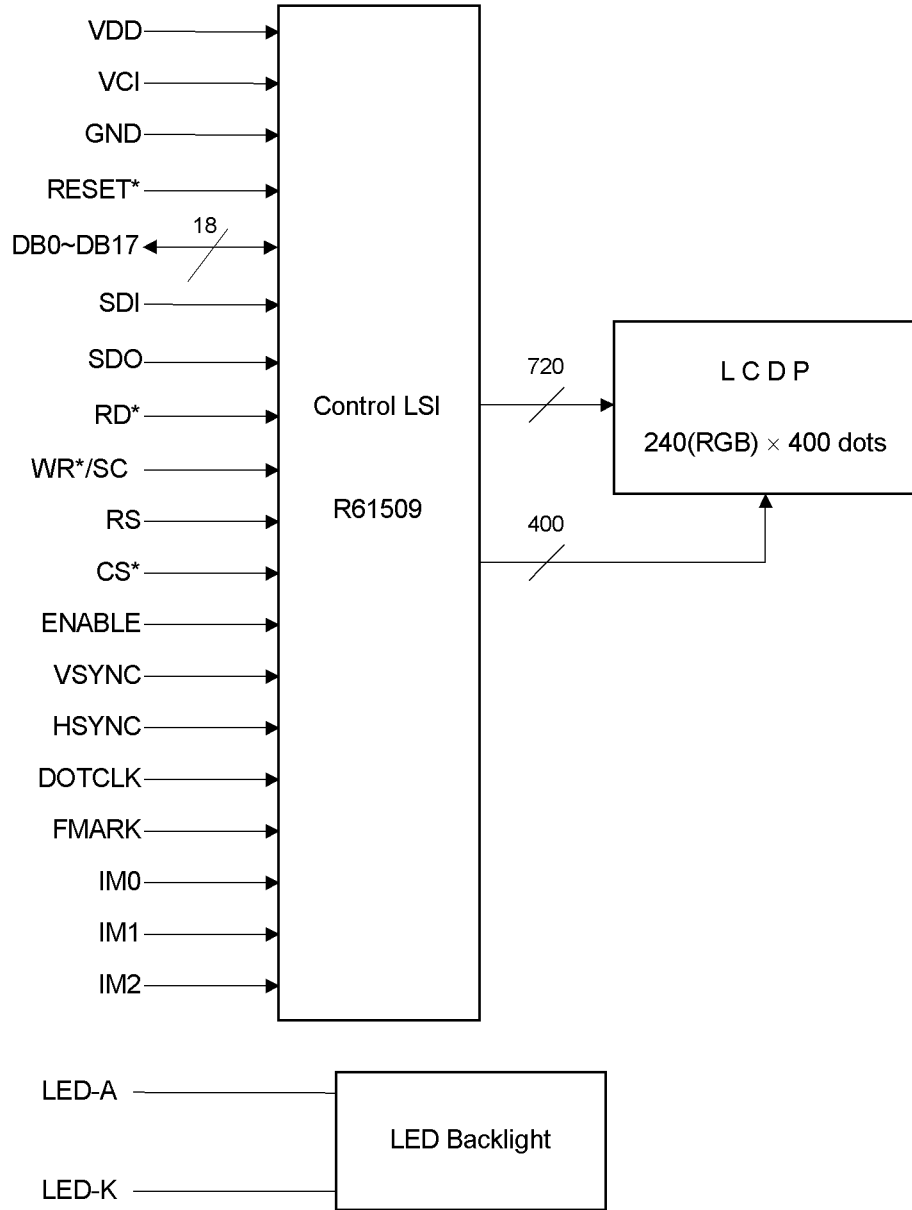 VDD
VCI
GND
RESET*
DB0~DB17
18
SDI
SDO
RD*
WR*/SC
RS
CS*
ENABLE
VSYNC
HSYNC
DOTCLK
FMARK
IM0
IM1
IM2
Control LSI
R61509
720
400
L C D P
240(RGB) × 400 dots
LED-A
LED-K
LED Backlight